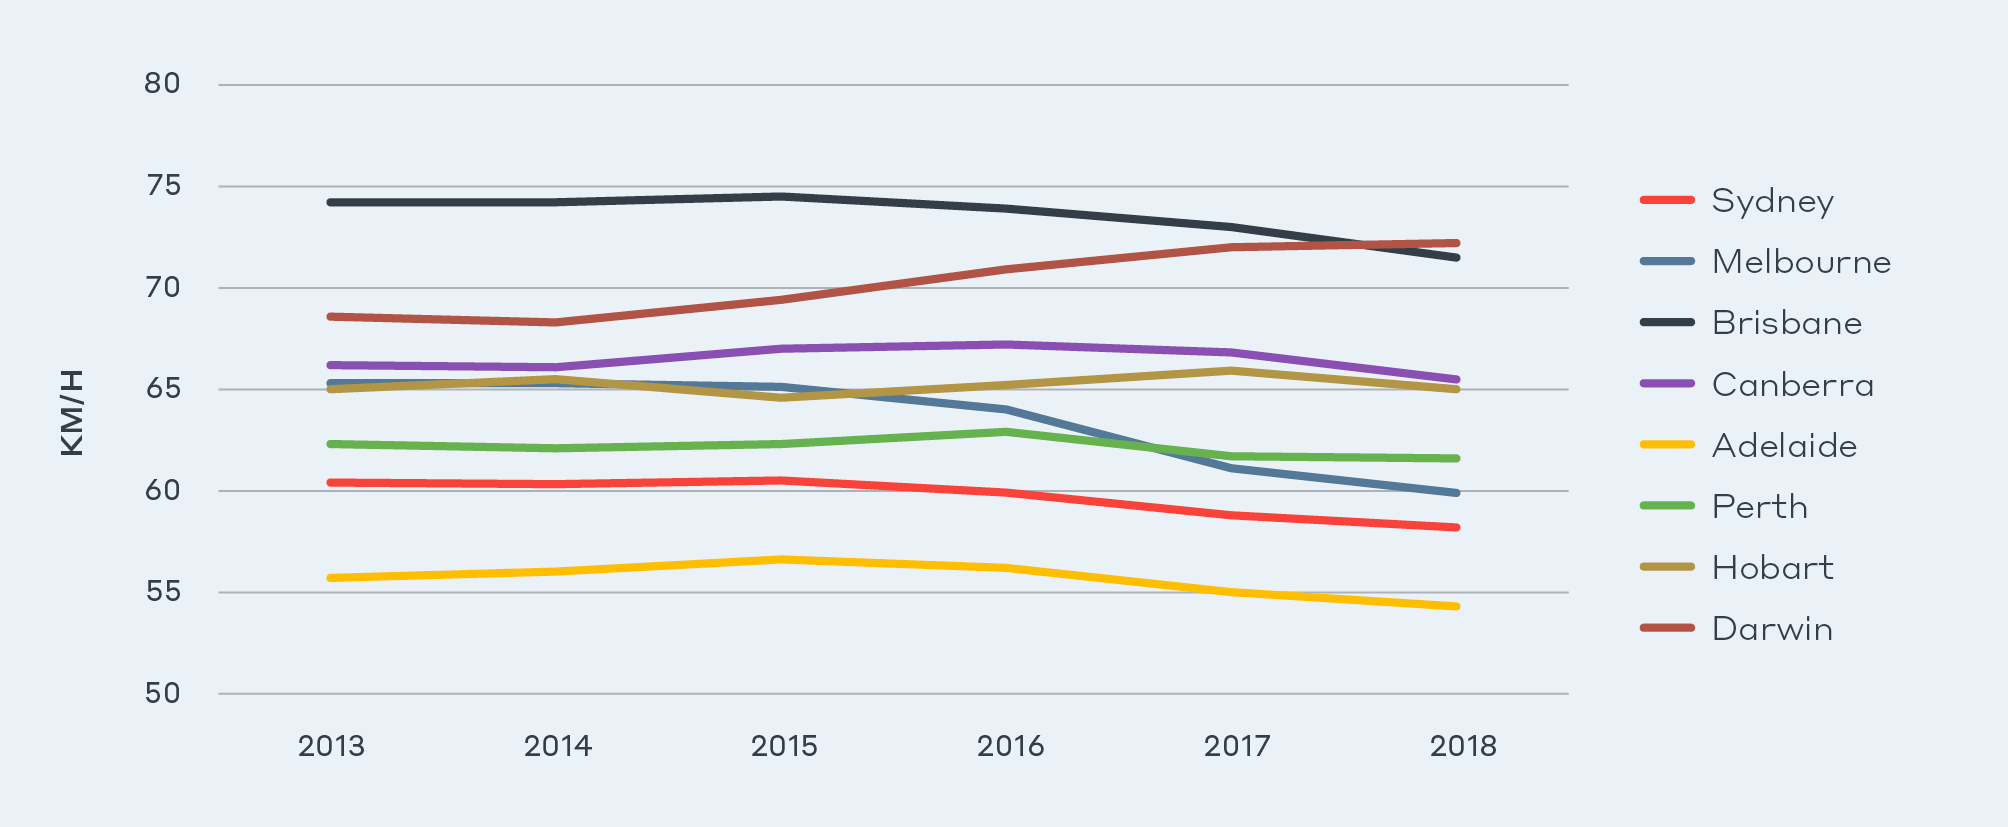 80
75
70
65
60
55
50
KM/H
2013 2014 2015 2016 2017 2018
Sydney
Melbourne
Brisbane
Canberra
Adelaide
Perth
Hobart
Darwin